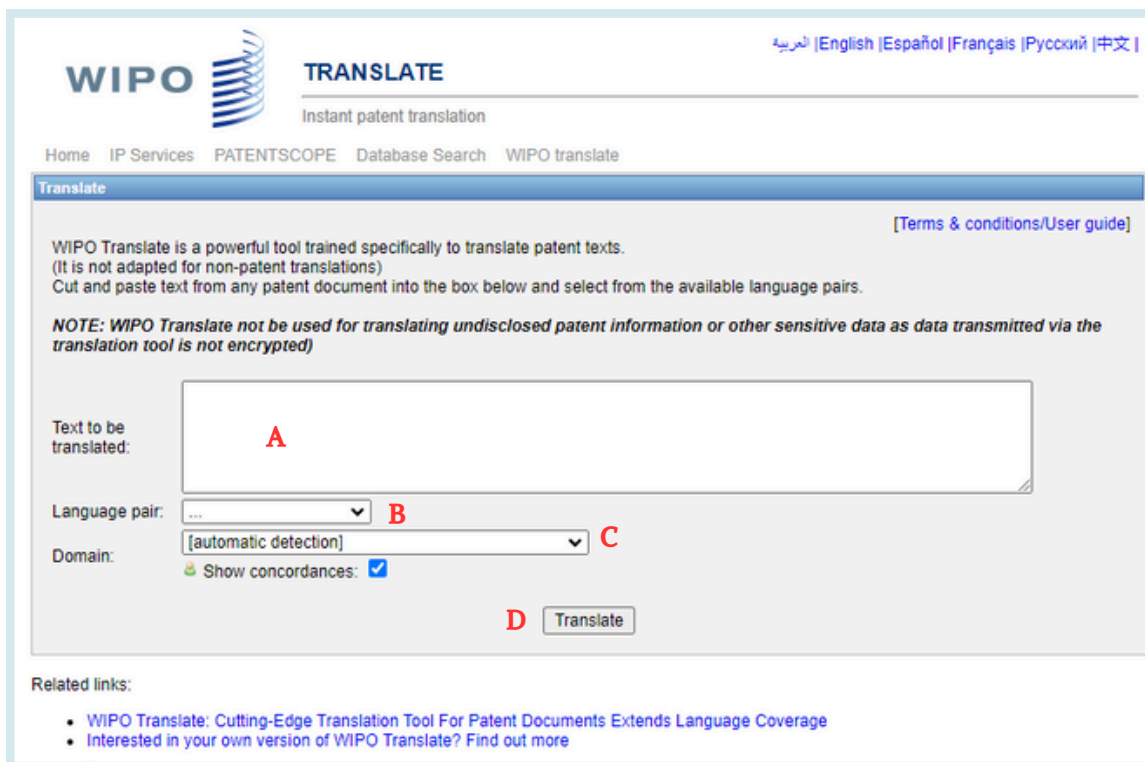 WIPO
TRANSLATE
Instant patent translation
العربية |English |Español |Français |Русский |中文 |
Home IP Services PATENTSCOPE Database Search WIPO translate
Translate
[Terms & conditions/User guide]
WIPO Translate is a powerful tool trained specifically to translate patent texts.
(It is not adapted for non-patent translations)
Cut and paste text from any patent document into the box below and select from the available language pairs.
NOTE: WIPO Translate not be used for translating undisclosed patent information or other sensitive data as data transmitted via the
translation tool is not encrypted)
Text to be
translated:
A
Language pair: ... B
Domain: [automatic detection] C
Show concordances:
D Translate
Related links:
• WIPO Translate: Cutting-Edge Translation Tool For Patent Documents Extends Language Coverage
• Interested in your own version of WIPO Translate? Find out more